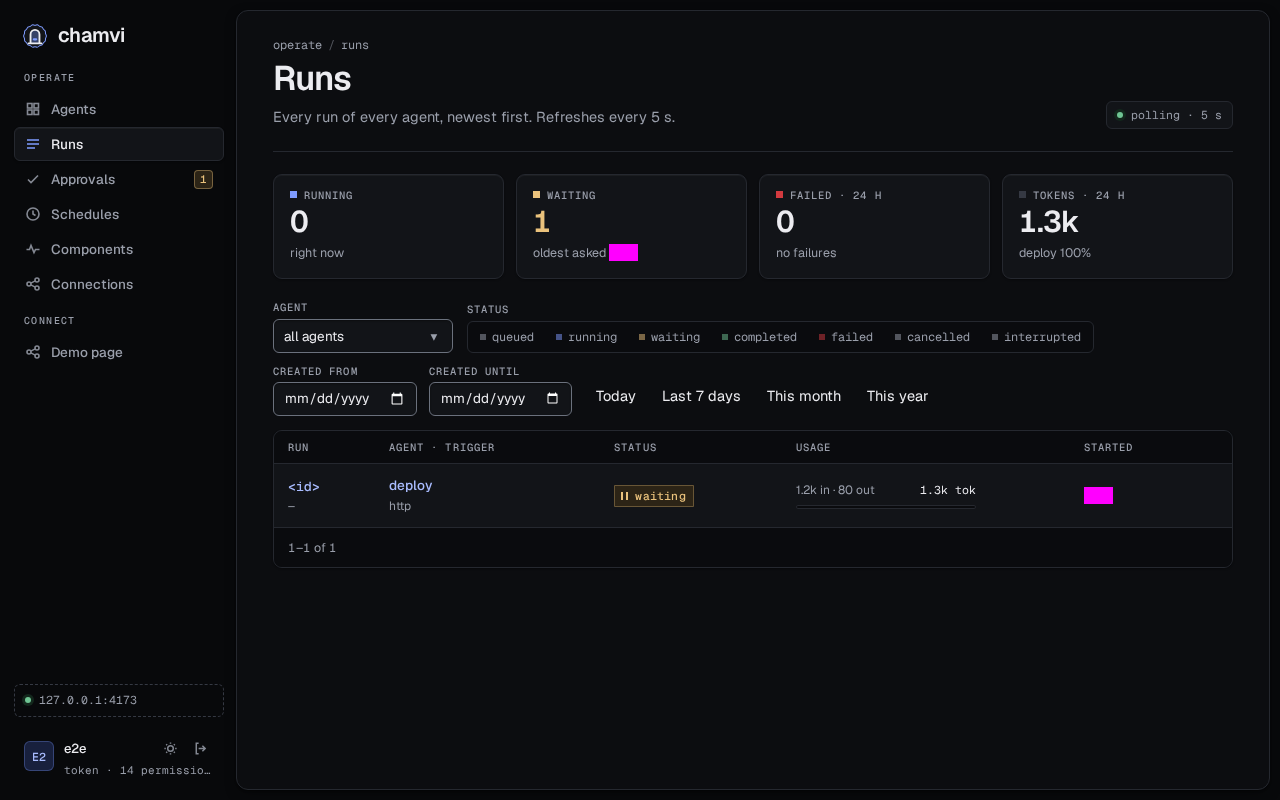 chamvi
OPERATE
Agents
Runs
Approvals 1
Schedules
Components
Connections
CONNECT
Demo page
127.0.0.1:4173
E2
e2e
token · 14 permissio…
operate / runs
Runs
Every run of every agent, newest first. Refreshes every 5 s.
polling · 5 s
RUNNING
0
right now
WAITING
1
oldest asked
FAILED · 24 H
0
no failures
TOKENS · 24 H
1.3k
deploy 100%
AGENT
all agents
STATUS
queued running waiting completed failed cancelled interrupted
CREATED FROM
mm/dd/yyyy
CREATED UNTIL
mm/dd/yyyy
Today Last 7 days This month This year
RUN AGENT · TRIGGER STATUS USAGE STARTED
<id> deploy waiting 1.2k in · 80 out 1.3k tok
– http
1–1 of 1